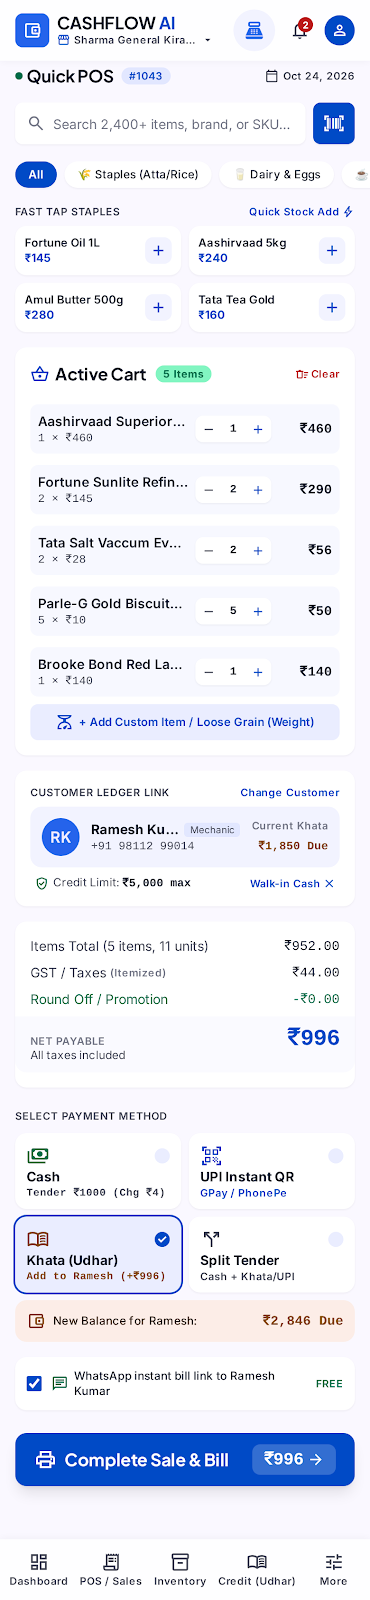 CASHFLOW AI
Sharma General Kira...
2
Quick POS #1043 Oct 24, 2026
Search 2,400+ items, brand, or SKU...
All Staples (Atta/Rice) Dairy & Eggs
FAST TAP STAPLES Quick Stock Add
Fortune Oil 1L
₹145
+
Aashirvaad 5kg
₹240
+
Amul Butter 500g
₹280
+
Tata Tea Gold
₹160
+
Active Cart 5 Items Clear
Aashirvaad Superior...
1 × ₹460
− 1 + ₹460
Fortune Sunlite Refin...
2 × ₹145
− 2 + ₹290
Tata Salt Vaccum Ev...
2 × ₹28
− 2 + ₹56
Parle-G Gold Biscuit...
5 × ₹10
− 5 + ₹50
Brooke Bond Red La...
1 × ₹140
− 1 + ₹140
+ Add Custom Item / Loose Grain (Weight)
CUSTOMER LEDGER LINK Change Customer
RK
Ramesh Ku... Mechanic
+91 98112 99014
Current Khata
₹1,850 Due
Credit Limit: ₹5,000 max Walk-in Cash ✕
Items Total (5 items, 11 units) ₹952.00
GST / Taxes (Itemized) ₹44.00
Round Off / Promotion -₹0.00
NET PAYABLE
All taxes included
₹996
SELECT PAYMENT METHOD
Cash
Tender ₹1000 (Chg ₹4)
UPI Instant QR
GPay / PhonePe
Khata (Udhar)
Add to Ramesh (+₹996)
Split Tender
Cash + Khata/UPI
New Balance for Ramesh: ₹2,846 Due
WhatsApp instant bill link to Ramesh
Kumar
FREE
Complete Sale & Bill ₹996 →
Dashboard POS / Sales Inventory Credit (Udhar) More